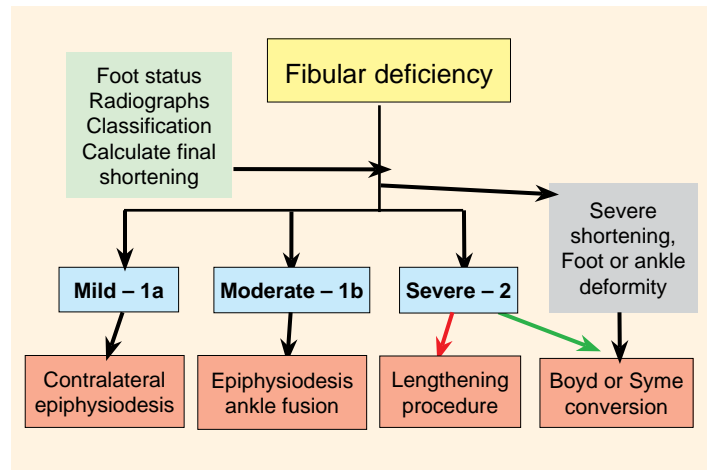 Fibular deficiency
Foot status
Radiographs
Classification
Calculate final
shortening
Severe
shortening,
Foot or ankle
deformity
Mild – 1a
Moderate – 1b
Severe – 2
Contralateral
epiphysiodesis
Epiphysiodesis
ankle fusion
Lengthening
procedure
Boyd or Syme
conversion